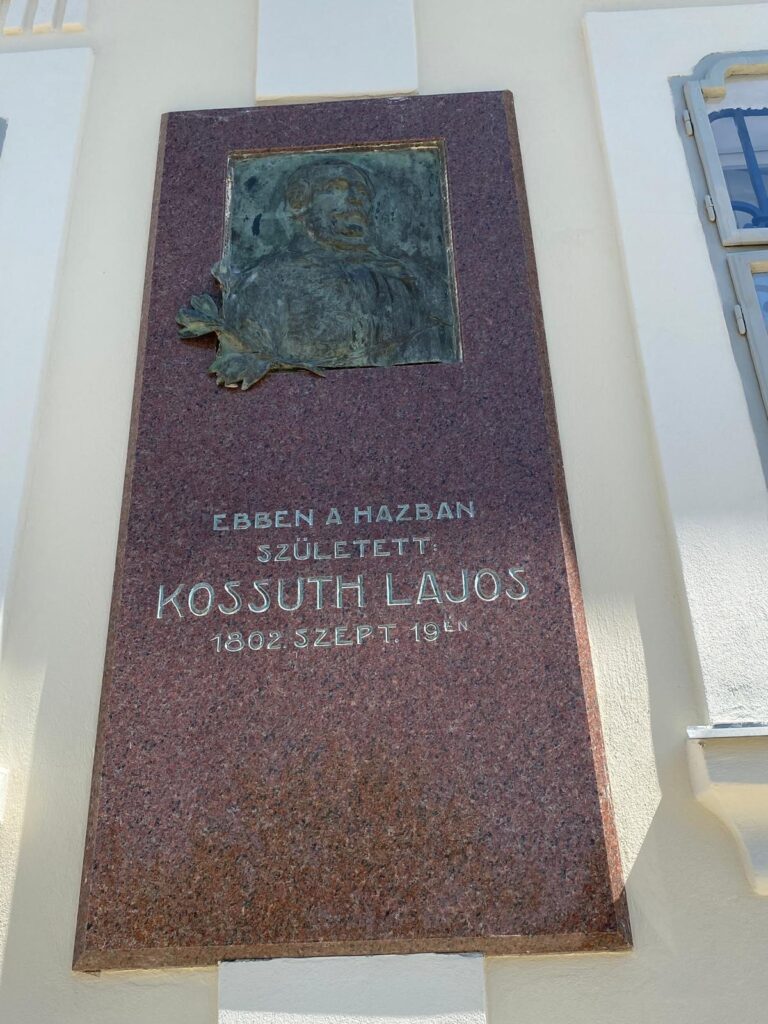 EBBEN A HAZBAN
SZÜLETETT:
KOSSUTH LAJOS
1802. SZEPT. 19ÉN